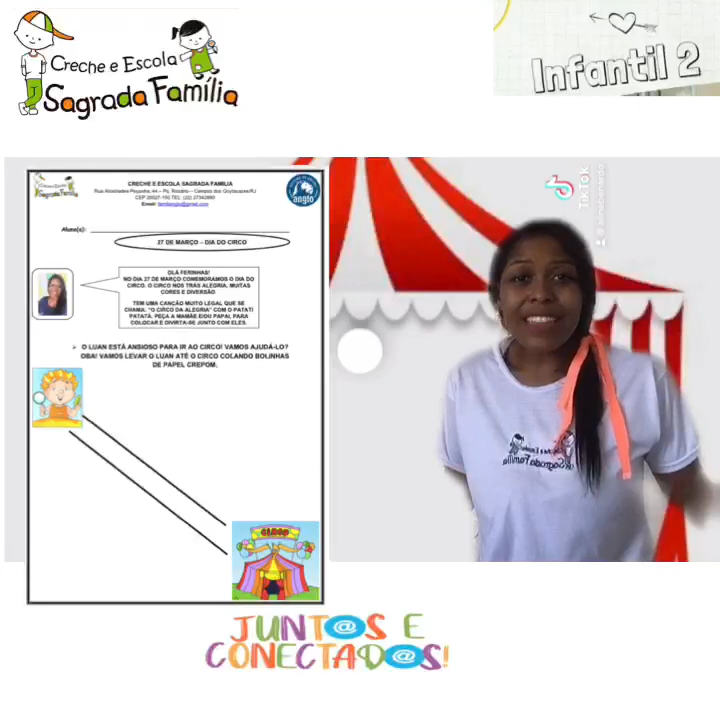 Creche e Escola
Sagrada Família
Infantil 2
CRECHE E ESCOLA SAGRADA FAMÍLIA
Email:
anglo
Aluno(a):
27 DE MARÇO – DIA DO CIRCO
OLÁ FERINHAS!
NO DIA 27 DE MARÇO COMEMORAMOS O DIA DO
CIRCO. O CIRCO NOS TRÁS ALEGRIA, MUITAS
CORES E DIVERSÃO
TEM UMA CANÇÃO MUITO LEGAL QUE SE
CHAMA, "O CIRCO DA ALEGRIA" COM O PATATI
PATATÁ. PEÇA A MAMÃE E/OU PAPAI, PARA
COLOCAR E DIVIRTA-SE JUNTO COM ELES.
➢ O LUAN ESTÁ ANSIOSO PARA IR AO CIRCO! VAMOS AJUDÁ-LO?
OBA! VAMOS LEVAR O LUAN ATÉ O CIRCO COLANDO BOLINHAS
DE PAPEL CREPOM.
CIRCO
TikTok
JUNT@S E
CONECTAD@S!